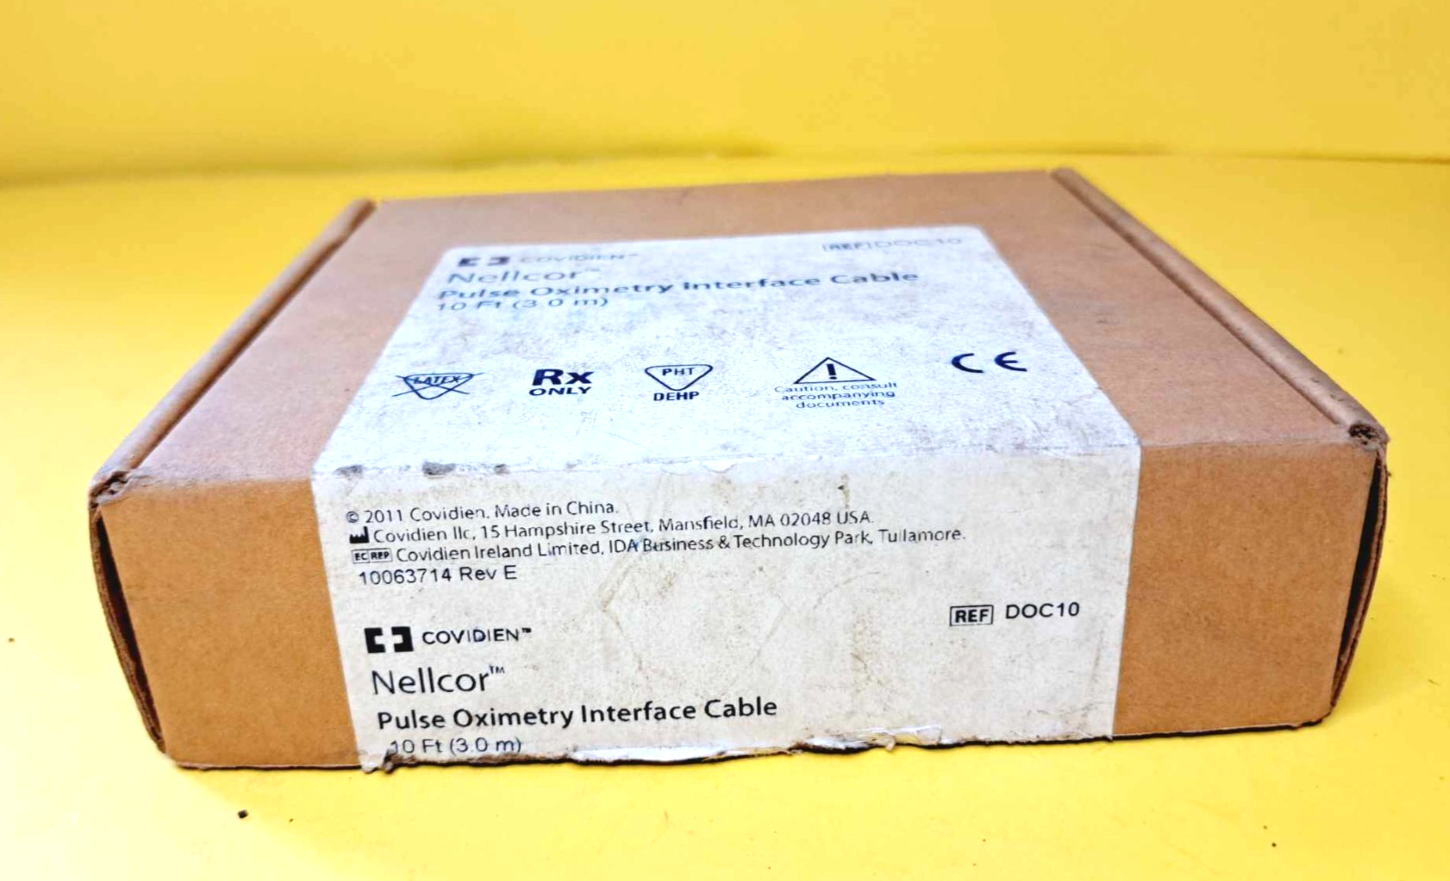 COVIDIEN™
REF DOC10
Nellcor™
Pulse Oximetry Interface Cable
10 Ft (3.0 m)
LATEX
Rx
ONLY
PHT
DEHP
!
Caution, consult
accompanying
documents
CE
© 2011 Covidien. Made in China.
Covidien llc, 15 Hampshire Street, Mansfield, MA 02048 USA.
EC REP Covidien Ireland Limited, IDA Business & Technology Park, Tullamore.
10063714 Rev E
COVIDIEN™
REF DOC10
Nellcor™
Pulse Oximetry Interface Cable
10 Ft (3.0 m)